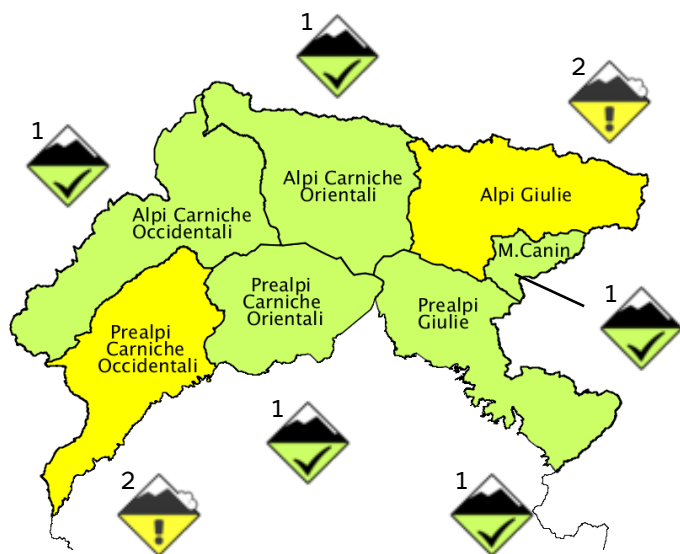 1
2
1
Alpi Carniche
Orientali
Alpi Giulie
Alpi Carniche
Occidentali
M.Canin
Prealpi
Carniche
Orientali
Prealpi
Giulie
1
Prealpi
Carniche
Occidentali
1
2
1